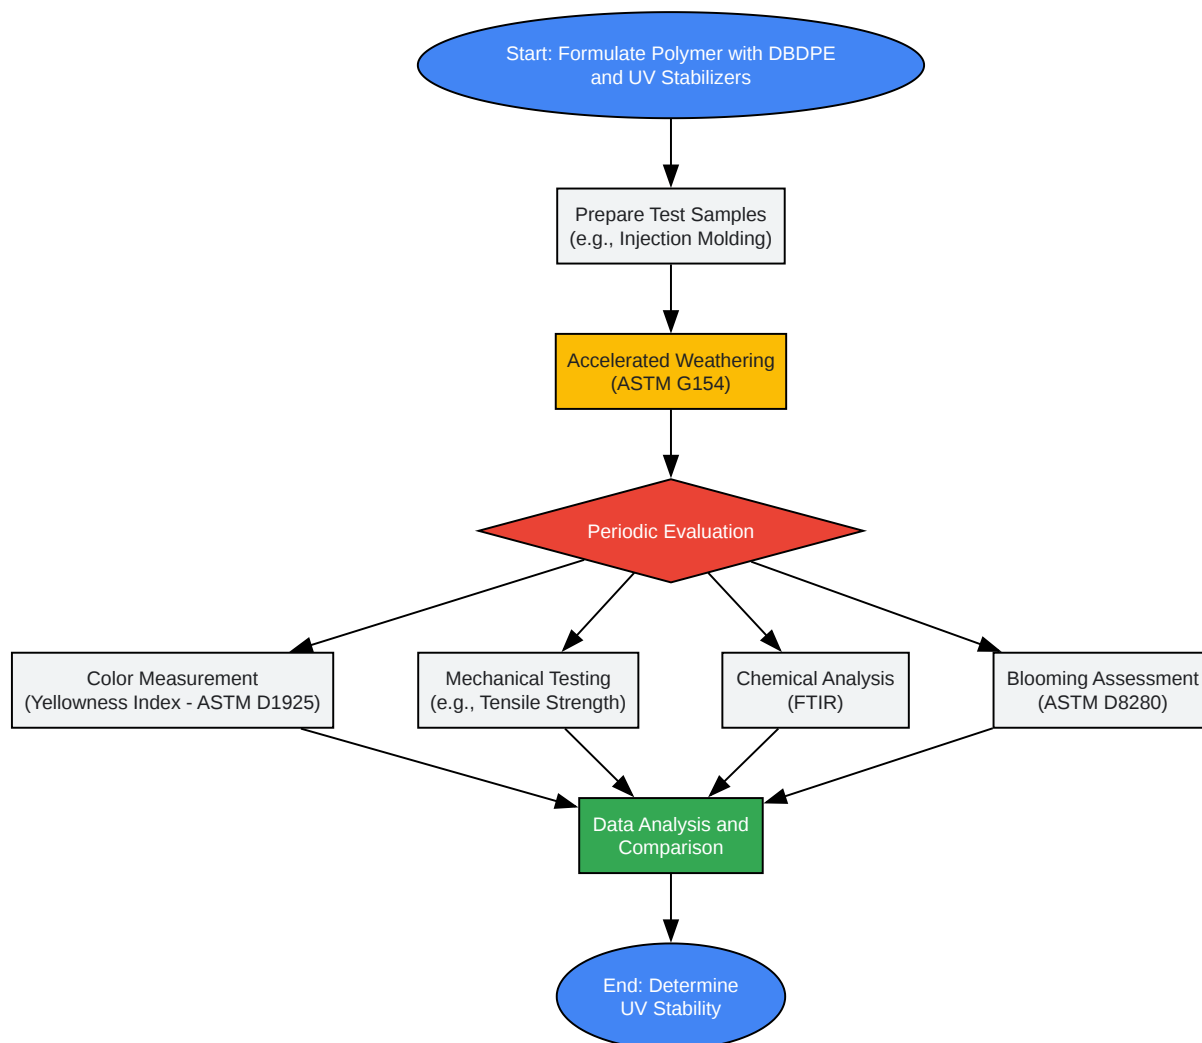 Start: Formulate Polymer with DBDPE
and UV Stabilizers
Prepare Test Samples
(e.g., Injection Molding)
Accelerated Weathering
(ASTM G154)
Periodic Evaluation
Color Measurement
(Yellowness Index - ASTM D1925)
Mechanical Testing
(e.g., Tensile Strength)
Chemical Analysis
(FTIR)
Blooming Assessment
(ASTM D8280)
Data Analysis and
Comparison
End: Determine
UV Stability